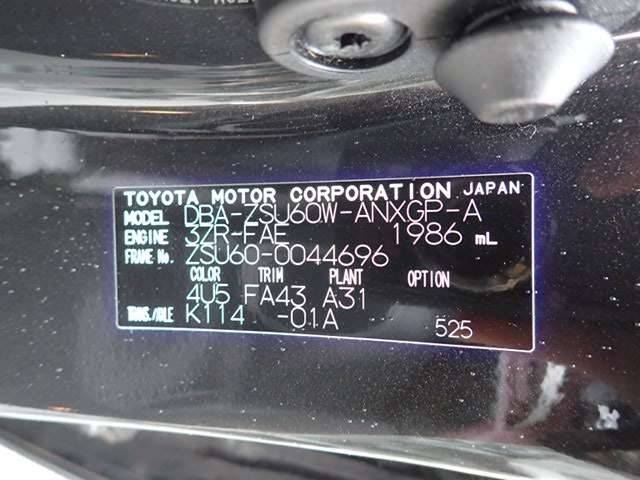 TOYOTA MOTOR CORPORATION JAPAN
MODEL DBA-ZSU60W-ANXGP-A
ENGINE 3ZR-FAE 1986 mL
FRAME No. ZSU60-0044696
COLOR TRIM PLANT OPTION
4U5 FA43 A31
TRANS./AXLE K114 -01A 525